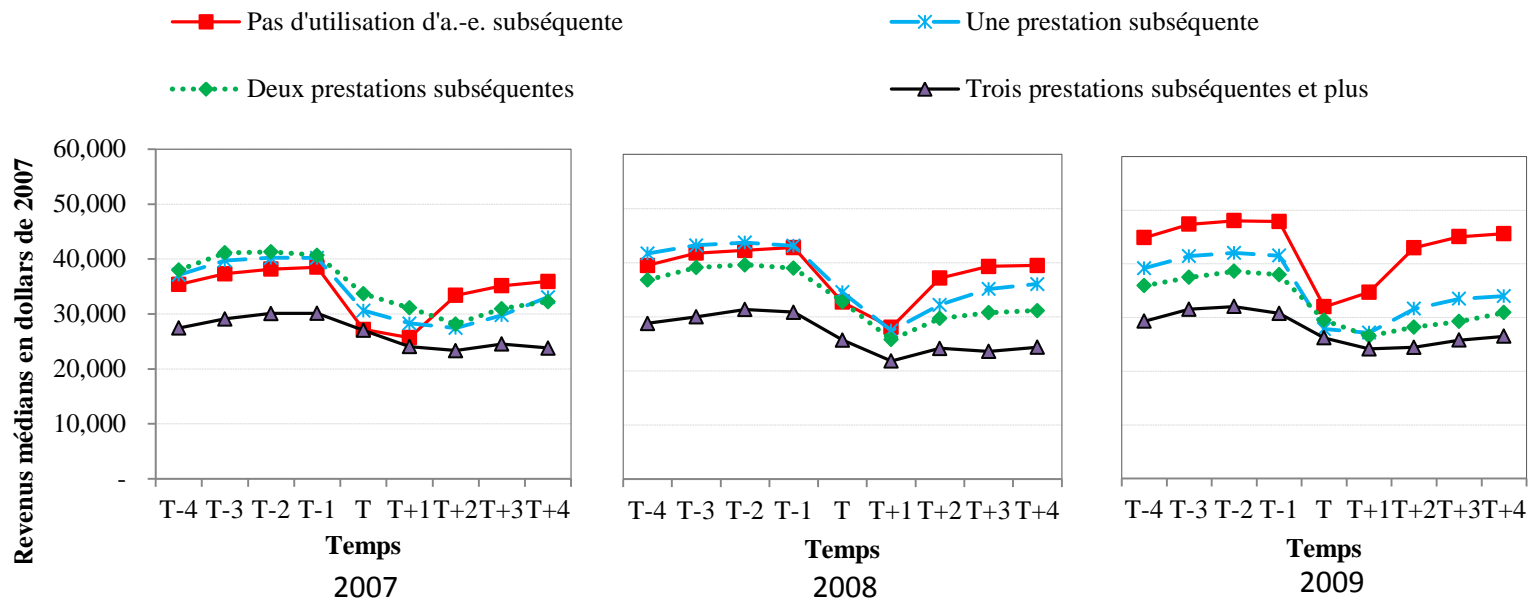 Pas d'utilisation d'a.-e. subséquente
Une prestation subséquente
Deux prestations subséquentes
Trois prestations subséquentes et plus
Revenus médians en dollars de 2007
60,000
50,000
40,000
30,000
20,000
10,000
-
T-4 T-3 T-2 T-1 T T+1 T+2 T+3 T+4
Temps
2007
T-4 T-3 T-2 T-1 T T+1 T+2 T+3 T+4
Temps
2008
T-4 T-3 T-2 T-1 T T+1 T+2 T+3 T+4
Temps
2009